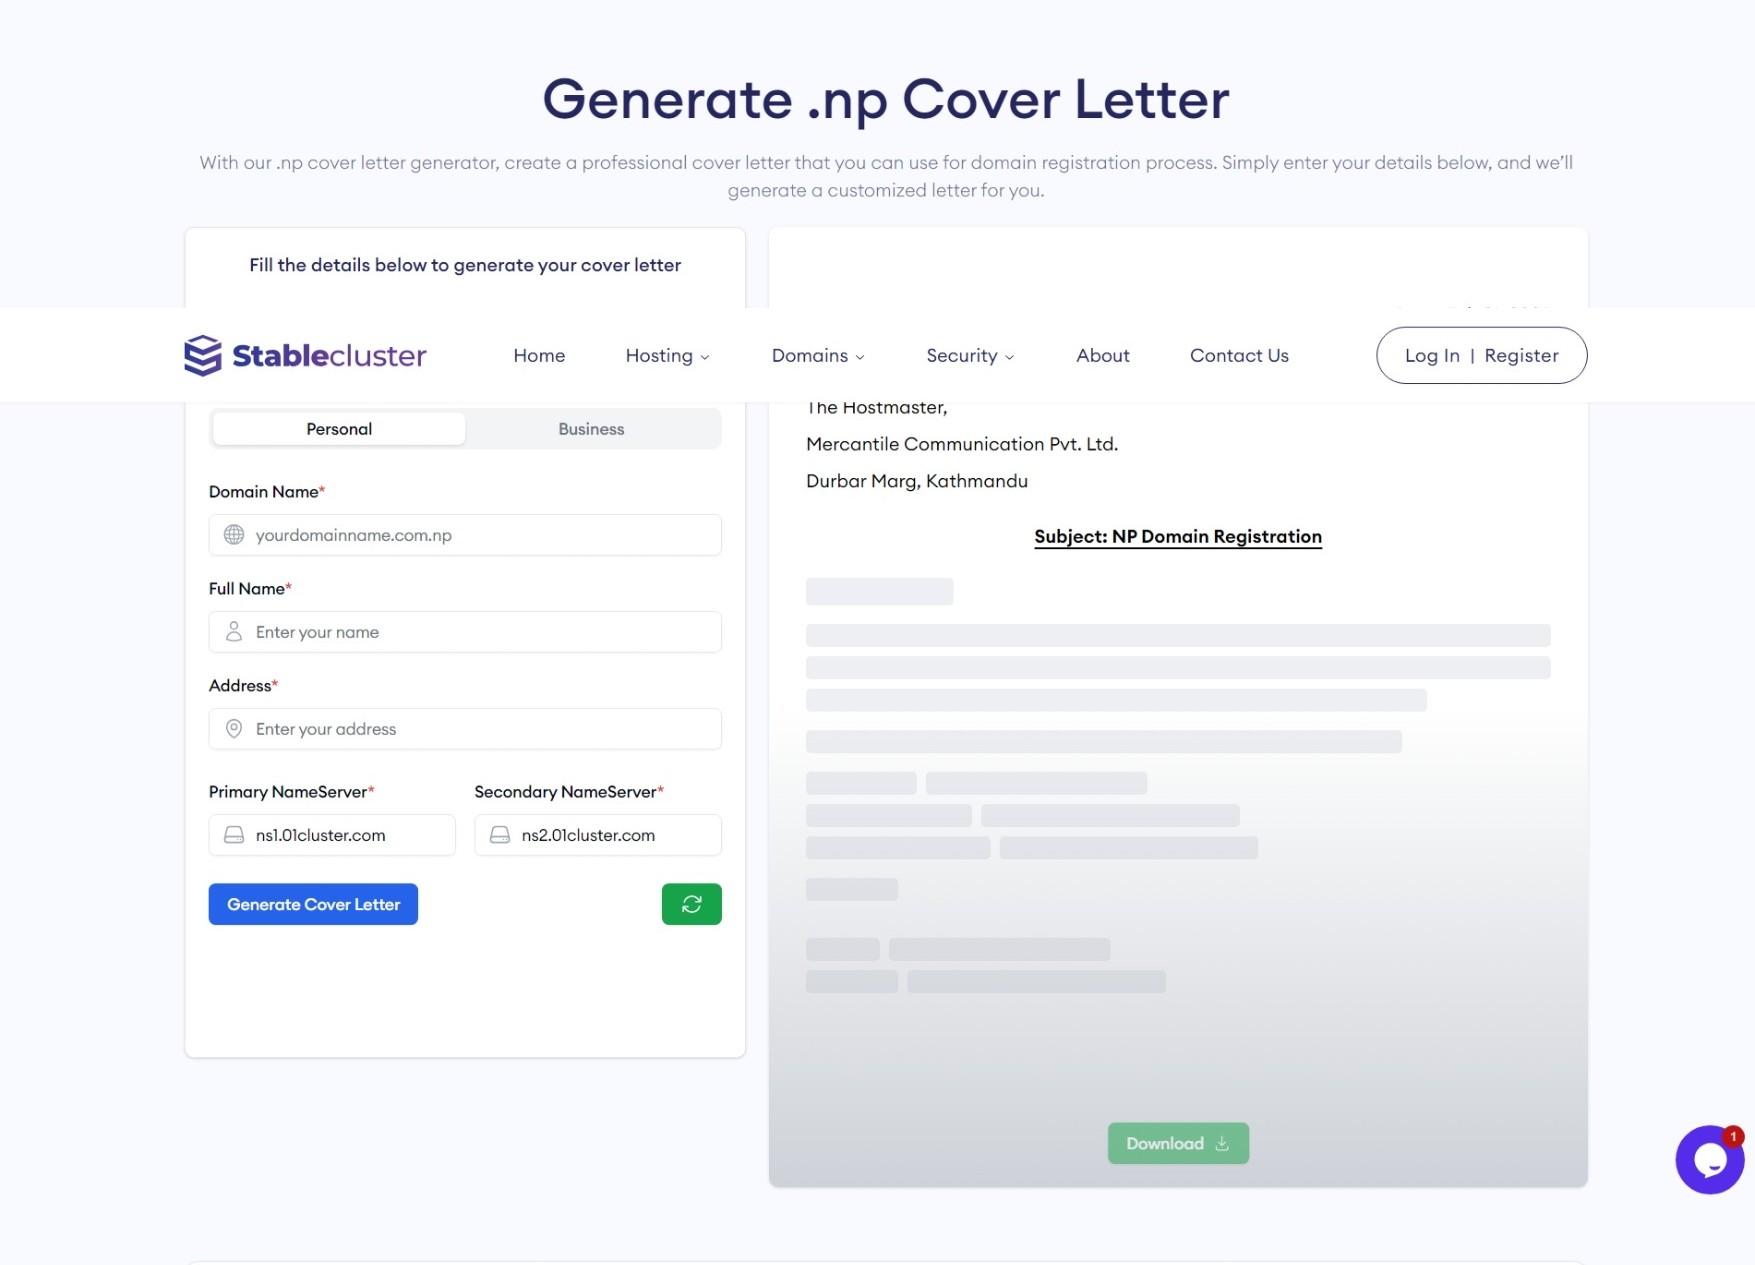 Generate .np Cover Letter
With our .np cover letter generator, create a professional cover letter that you can use for domain registration process. Simply enter your details below, and we’ll
generate a customized letter for you.
Fill the details below to generate your cover letter
Stablecluster
Home
Hosting
Domains
Security
About
Contact Us
Log In | Register
Personal
Business
Domain Name*
yourdomainname.com.np
Full Name*
Enter your name
Address*
Enter your address
Primary NameServer*
Secondary NameServer*
ns1.01cluster.com
ns2.01cluster.com
Generate Cover Letter
The Hostmaster,
Mercantile Communication Pvt. Ltd.
Durbar Marg, Kathmandu
Subject: NP Domain Registration
Download
1